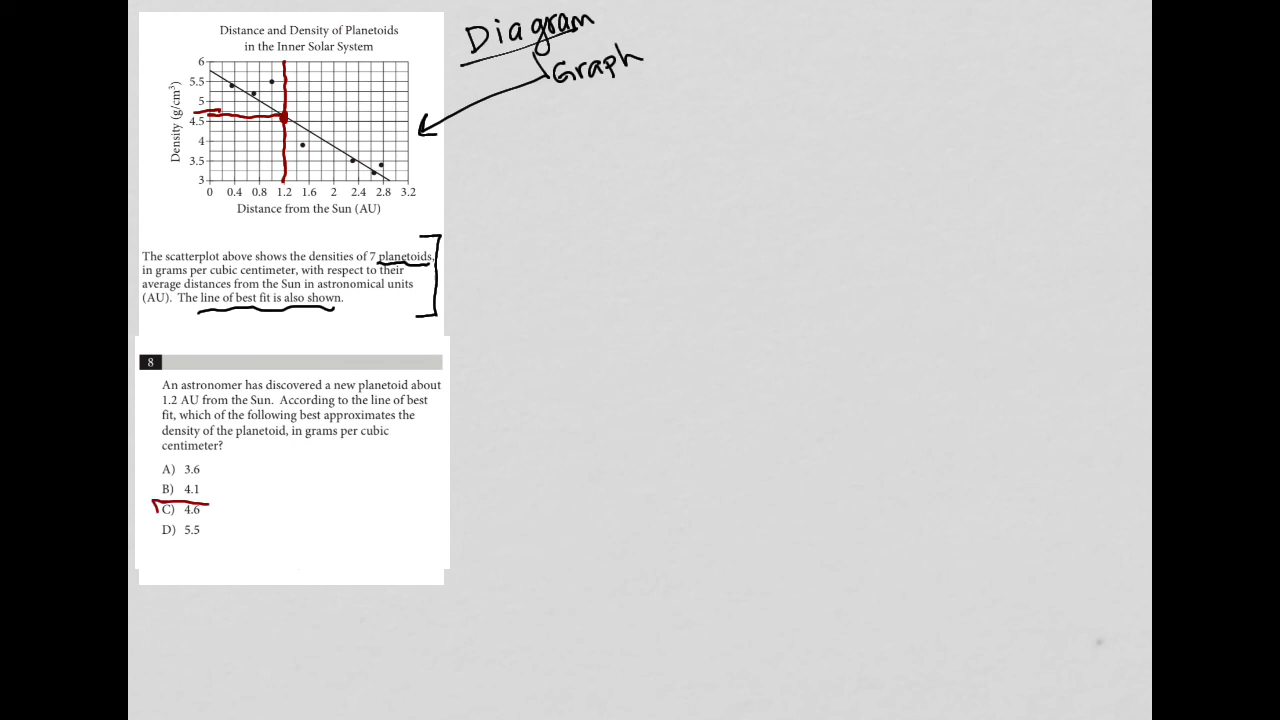 Distance and Density of Planetoids
in the Inner Solar System
Density (g/cm³)
6
5.5
5
4.5
4
3.5
3
0 0.4 0.8 1.2 1.6 2 2.4 2.8 3.2
Distance from the Sun (AU)
Diagram
Graph
The scatterplot above shows the densities of 7 planetoids,
in grams per cubic centimeter, with respect to their
average distances from the Sun in astronomical units
(AU). The line of best fit is also shown.
8
An astronomer has discovered a new planetoid about
1.2 AU from the Sun. According to the line of best
fit, which of the following best approximates the
density of the planetoid, in grams per cubic
centimeter?
A) 3.6
B) 4.1
C) 4.6
D) 5.5